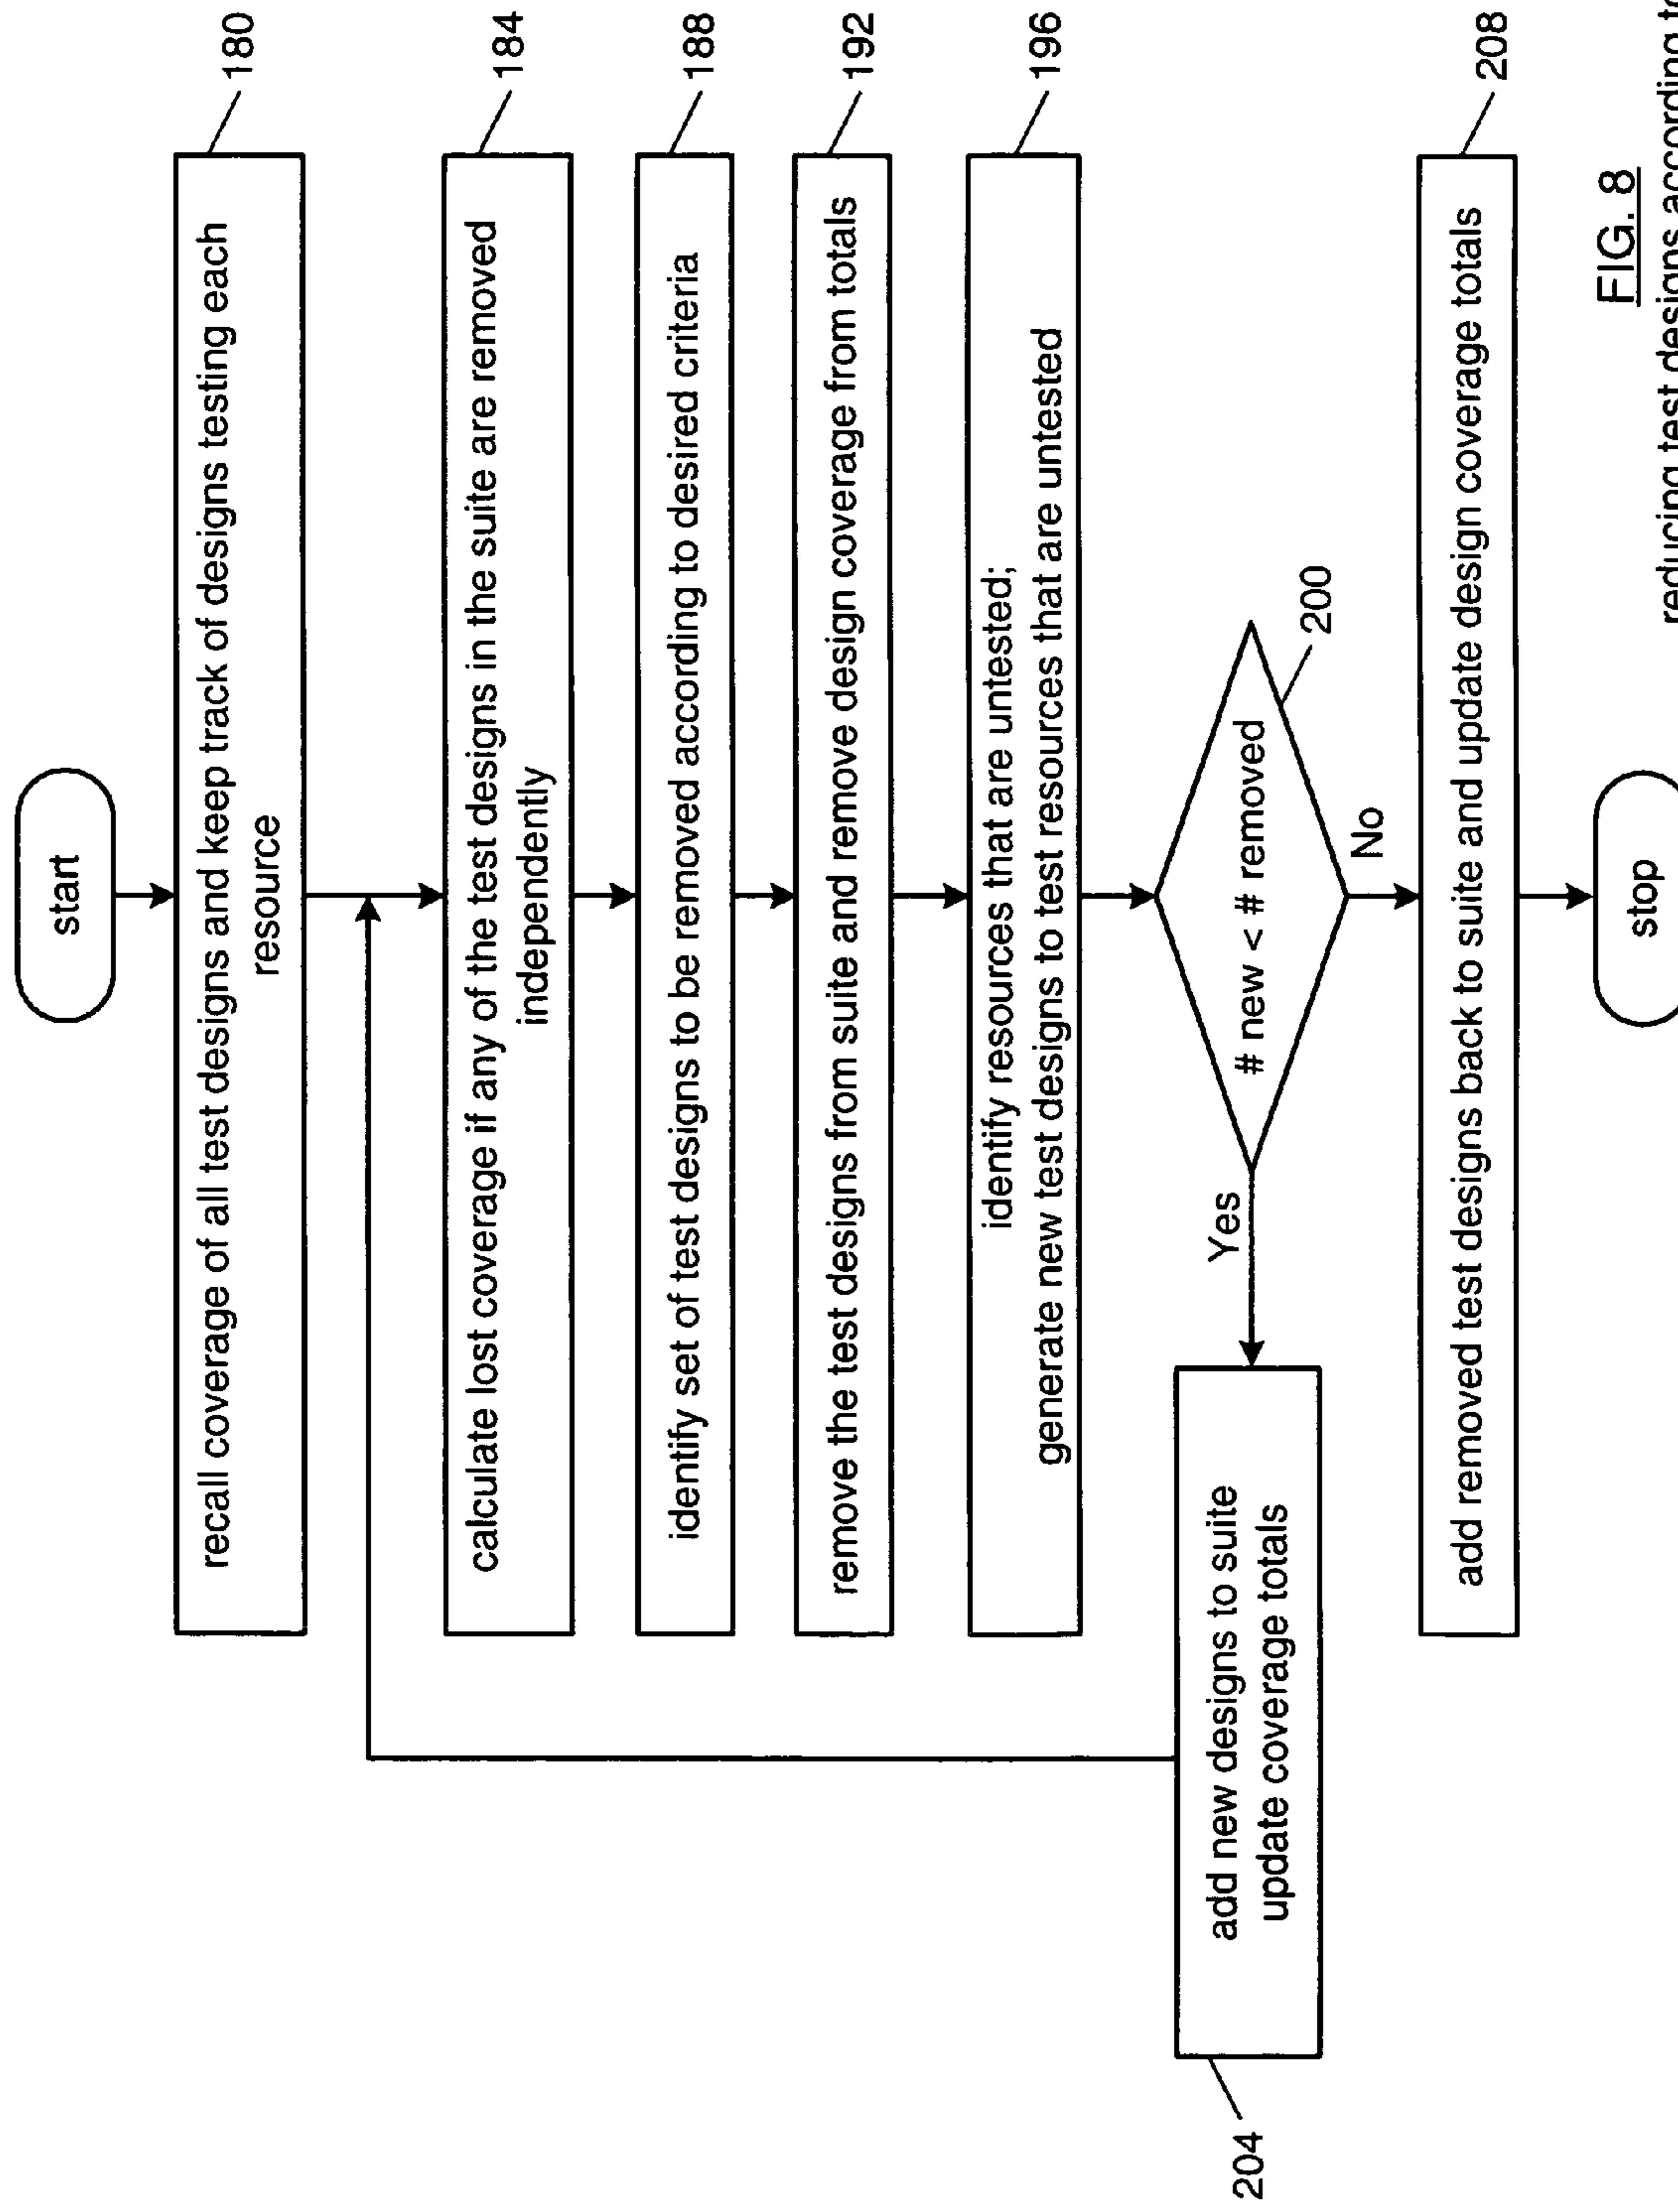 start
180
recall coverage of all test designs and keep track of designs testing each
resource
184
calculate lost coverage if any of the test designs in the suite are removed
independently
188
identify set of test designs to be removed according to desired criteria
192
remove the test designs from suite and remove design coverage from totals
196
identify resources that are untested;
generate new test designs to test resources that are untested
200
# new < # removed
Yes
No
204
add new designs to suite
update coverage totals
208
add removed test designs back to suite and update design coverage totals
stop
FIG. 8
reducing test designs according to